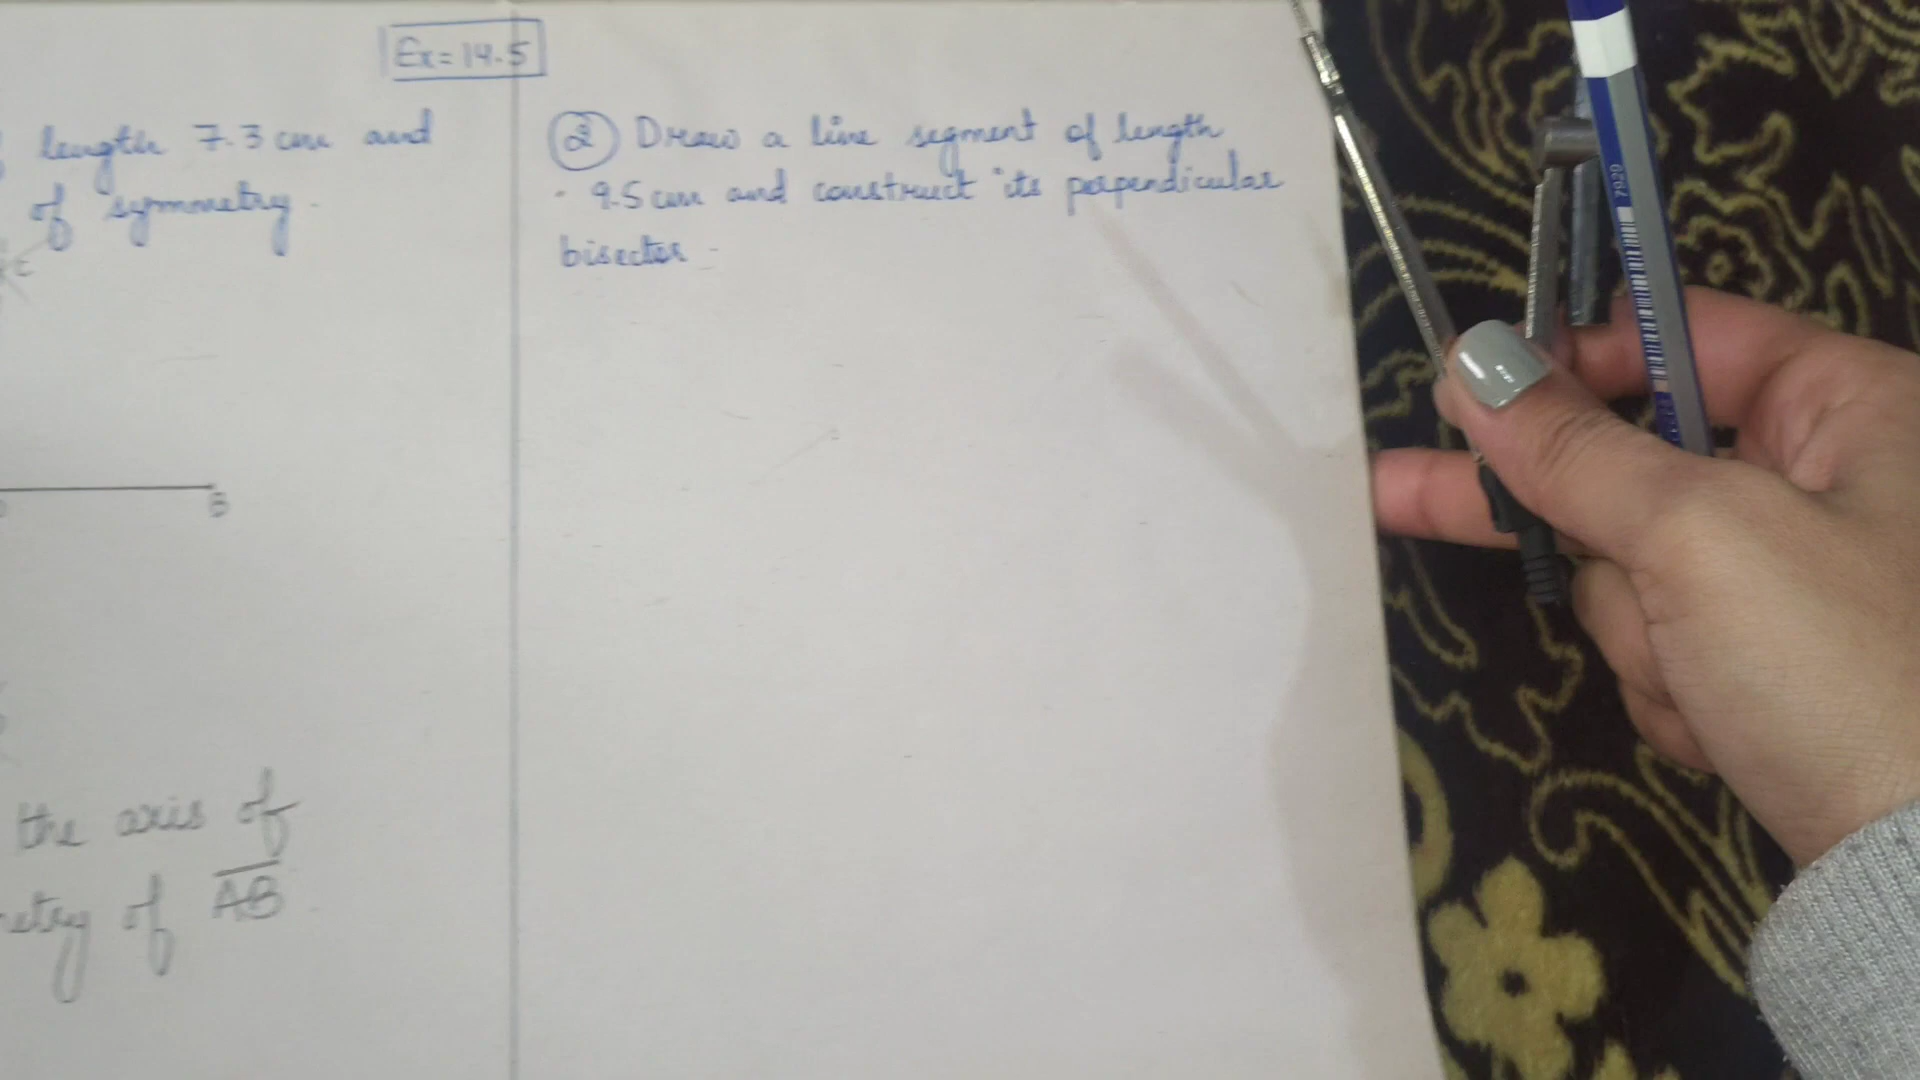 Ex = 14.5
length 7.3 cm and
of symmetry.
C
B
the axis of
of AB
② Draw a line segment of length
9.5 cm and construct its perpendicular
bisector.
7929